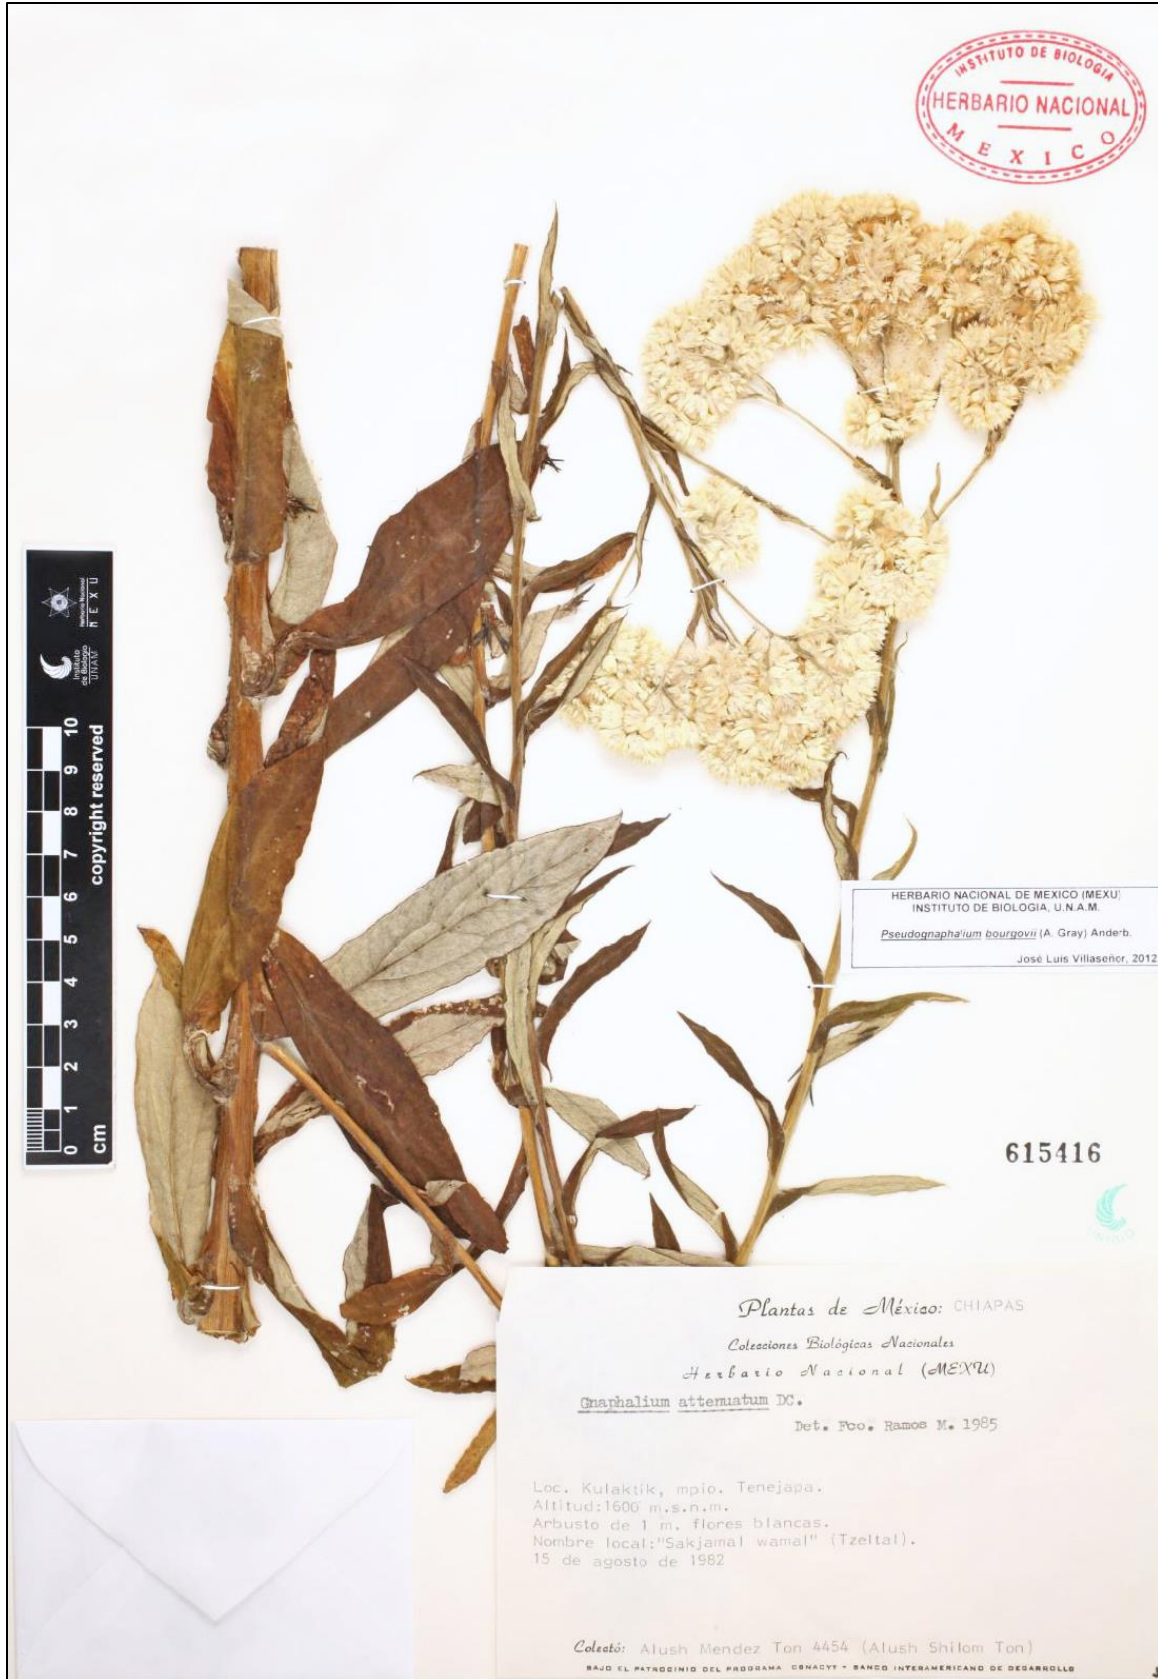 INSTITUTO DE BIOLOGIA
HERBARIO NACIONAL
MEXICO
Herbario Nacional
MEXU
Instituto
de Biología
UNAM
copyright reserved
10
9
8
7
6
5
4
3
2
1
0
cm
HERBARIO NACIONAL DE MEXICO (MEXU)
INSTITUTO DE BIOLOGIA, U.N.A.M.
Pseudognaphalium bourgovii (A. Gray) Anderb.
José Luis Villaseñor, 2012
615416
UNIBIO
Plantas de México: CHIAPAS
Colecciones Biológicas Nacionales
Herbario Nacional (MEXU)
Gnaphalium attenuatum DC.
Det. Fco. Ramos M. 1985
Loc. Kulaktik, mpio. Tenejapa.
Altitud:1600 m.s.n.m.
Arbusto de 1 m. flores blancas.
Nombre local:"Sakjamal wamal" (Tzeltal).
15 de agosto de 1982
Colectó: Alush Mendez Ton 4454 (Alush Shilom Ton)
BAJO EL PATROCINIO DEL PROGRAMA CONACYT - BANCO INTERAMERICANO DE DESARROLLO